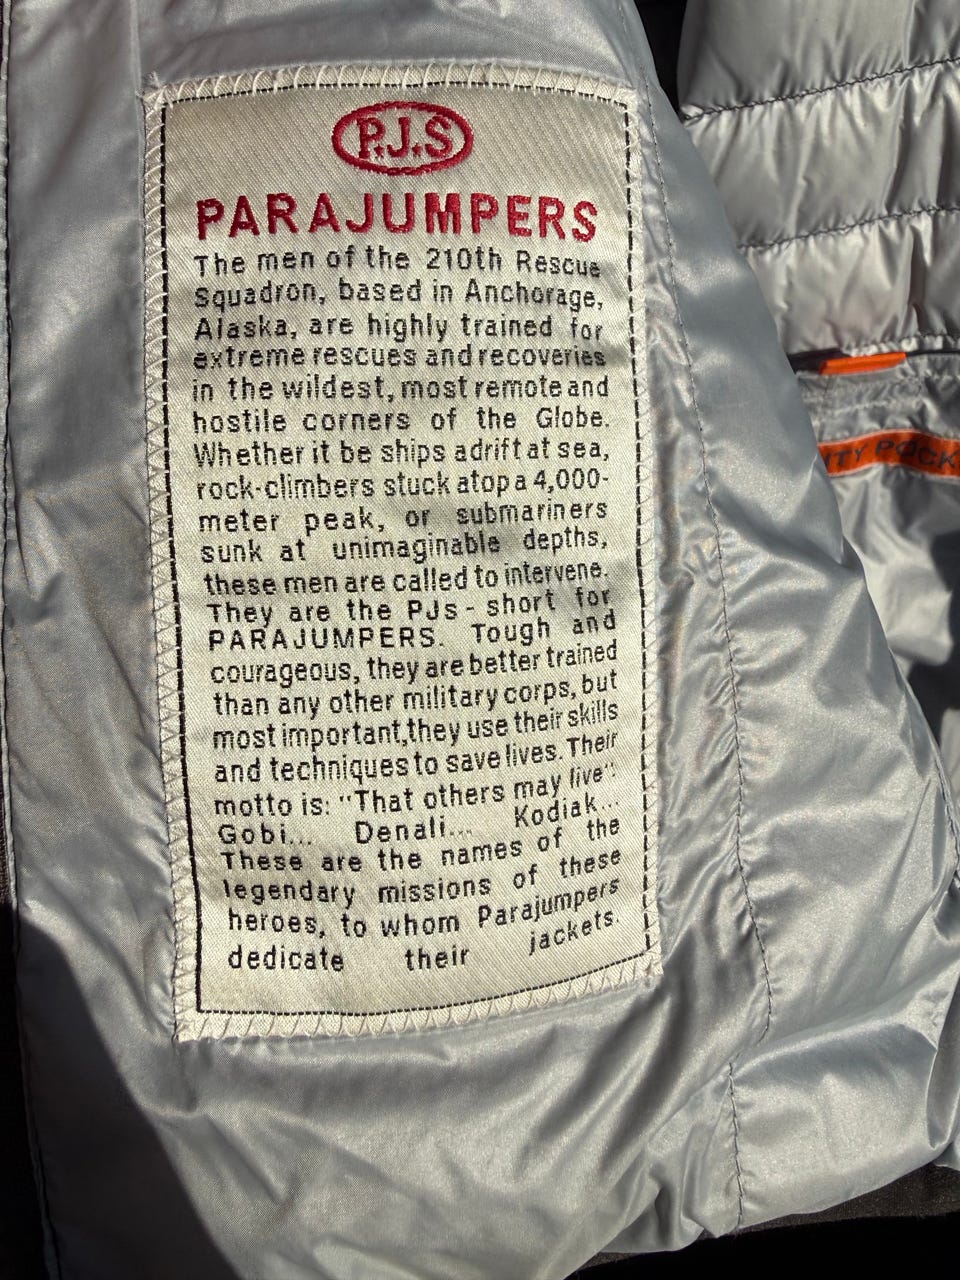 P.J.S
PARAJUMPERS
The men of the 210th Rescue
Squadron, based in Anchorage,
Alaska, are highly trained for
extreme rescues and recoveries
in the wildest, most remote and
hostile corners of the Globe.
Whether it be ships adrift at sea,
rock-climbers stuck atop a 4,000-
meter peak, or submariners
sunk at unimaginable depths,
these men are called to intervene.
They are the PJs - short for
PARAJUMPERS. Tough and
courageous, they are better trained
than any other military corps, but
most important,they use their skills
and techniques to save lives. Their
motto is: "That others may live".
Gobi... Denali... Kodiak...
These are the names of the
legendary missions of these
heroes, to whom Parajumpers
dedicate their jackets.